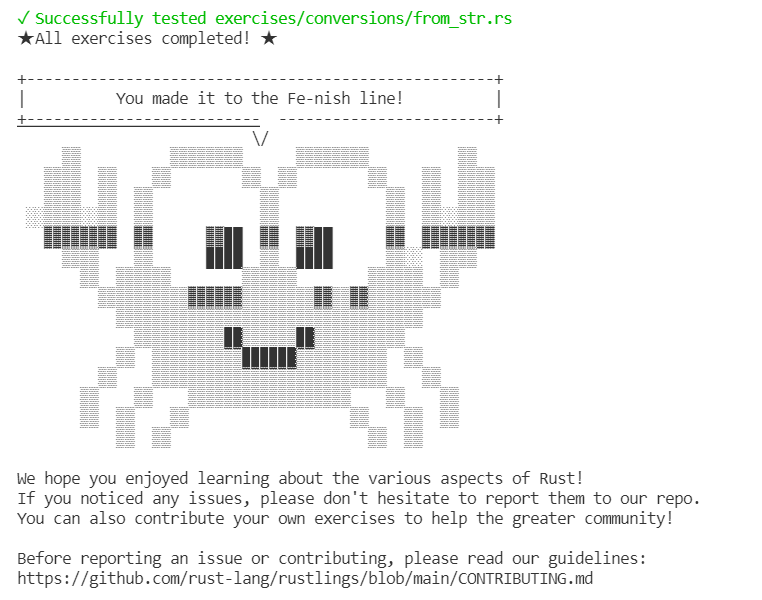 ✓ Successfully tested exercises/conversions/from_str.rs
★All exercises completed! ★
You made it to the Fe-nish line!
We hope you enjoyed learning about the various aspects of Rust!
If you noticed any issues, please don't hesitate to report them to our repo.
You can also contribute your own exercises to help the greater community!
Before reporting an issue or contributing, please read our guidelines:
https://github.com/rust-lang/rustlings/blob/main/CONTRIBUTING.md